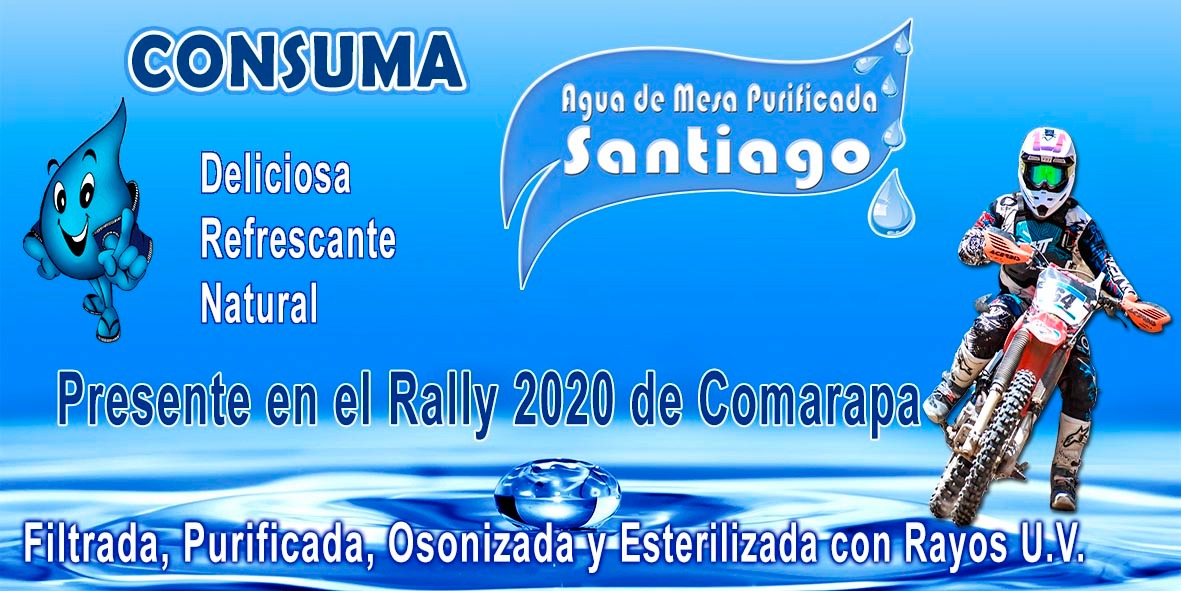 CONSUMA
Agua de Mesa Purificada
Santiago
Deliciosa
Refrescante
Natural
Presente en el Rally 2020 de Comarapa
64
Filtrada, Purificada, Osonizada y Esterilizada con Rayos U.V.